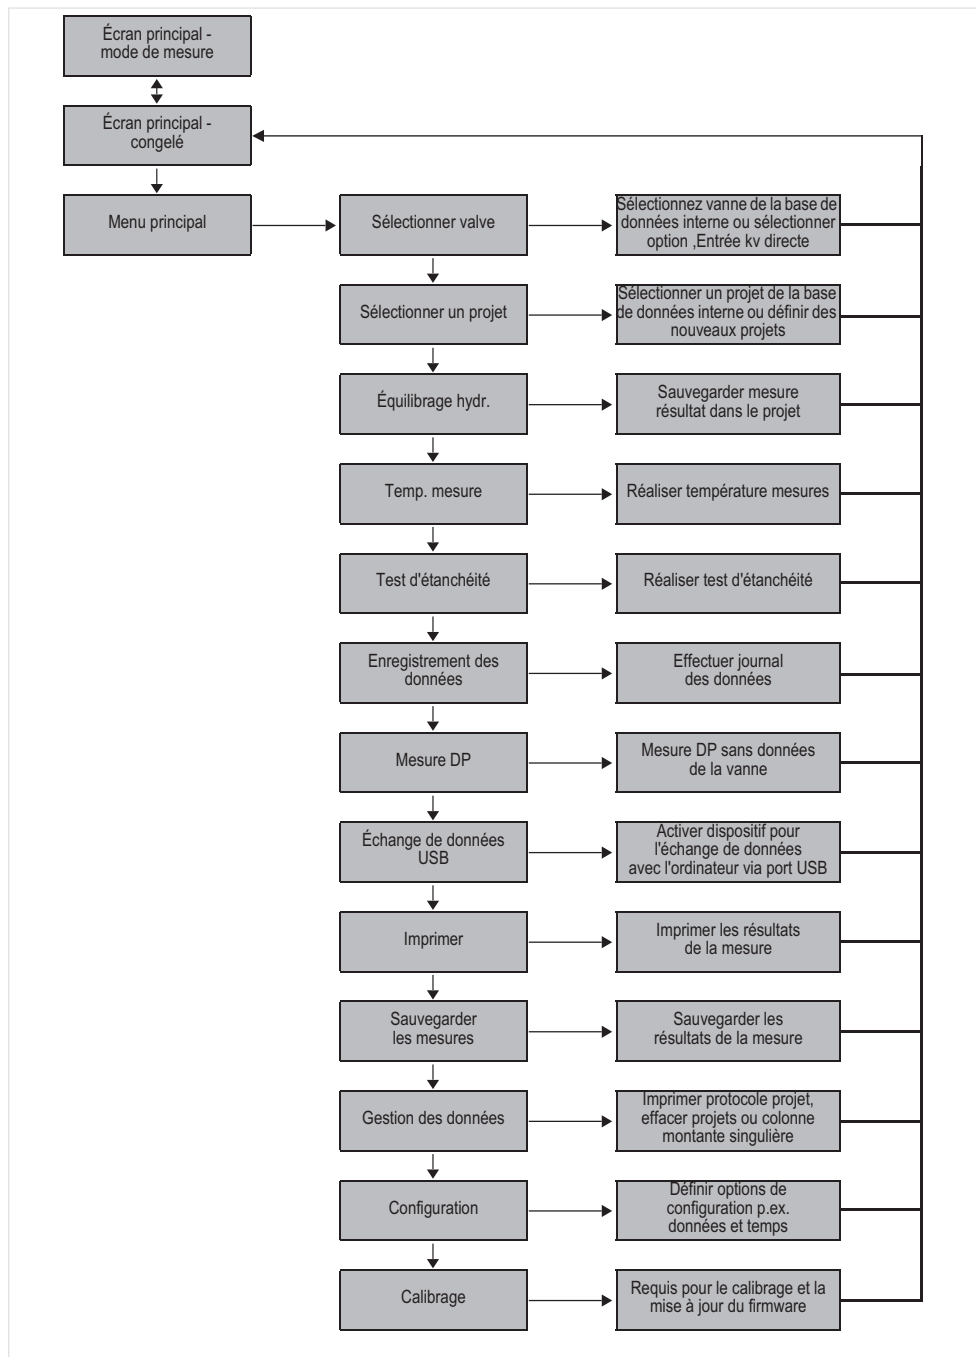 Écran principal -
mode de mesure
Écran principal -
congelé
Menu principal
Sélectionner valve
Sélectionnez vanne de la base de
données interne ou sélectionner
option ,Entrée kv directe
Sélectionner un projet
Sélectionner un projet de la base
de données interne ou définir des
nouveaux projets
Équilibrage hydr.
Sauvegarder mesure
résultat dans le projet
Temp. mesure
Réaliser température mesures
Test d'étanchéité
Réaliser test d'étanchéité
Enregistrement des
données
Effectuer journal
des données
Mesure DP
Mesure DP sans données
de la vanne
Échange de données
USB
Activer dispositif pour
l'échange de données
avec l'ordinateur via port USB
Imprimer
Imprimer les résultats
de la mesure
Sauvegarder
les mesures
Sauvegarder les
résultats de la mesure
Gestion des données
Imprimer protocole projet,
effacer projets ou colonne
montante singulière
Configuration
Définir options de
configuration p.ex.
données et temps
Calibrage
Requis pour le calibrage et la
mise à jour du firmware